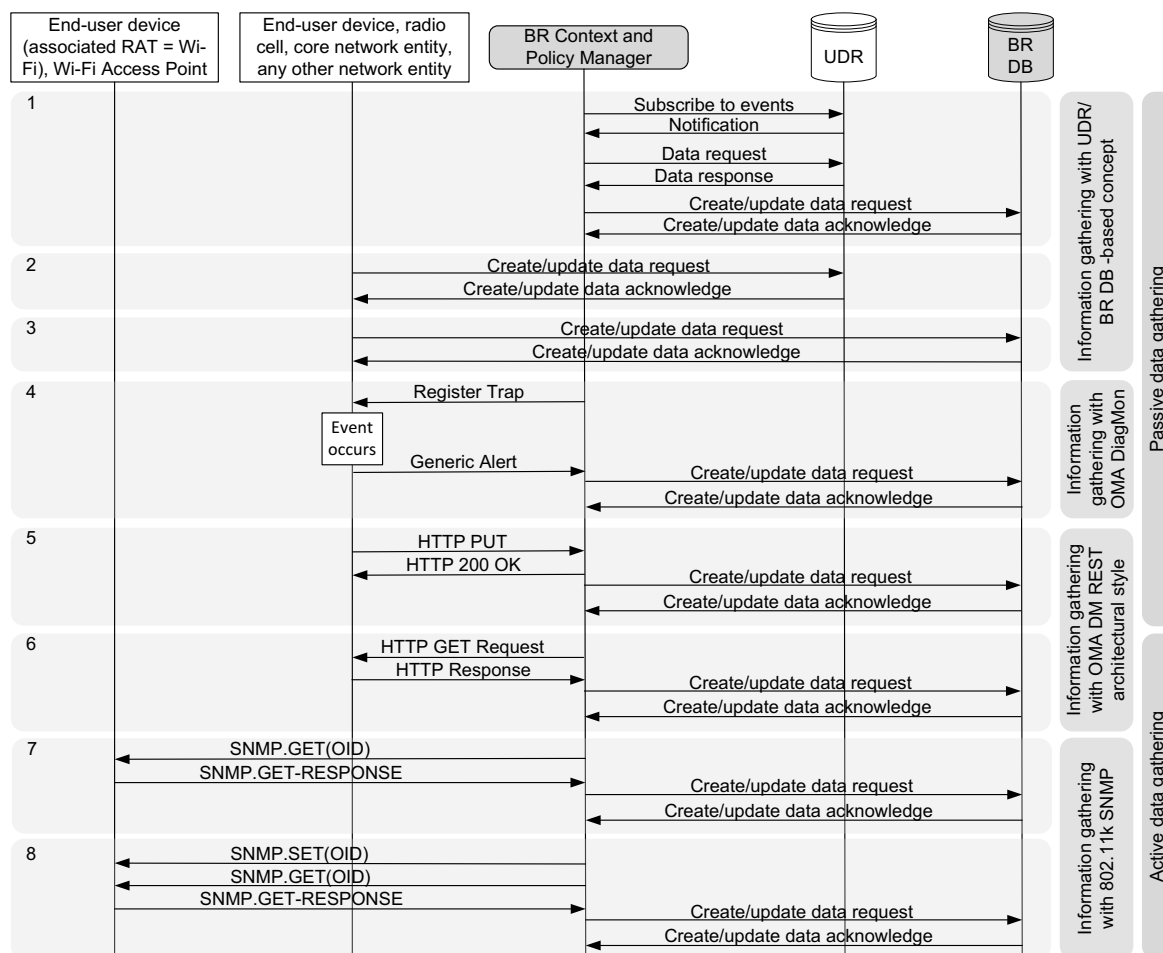 End-user device
(associated RAT = Wi-
Fi), Wi-Fi Access Point
End-user device, radio
cell, core network entity,
any other network entity
BR Context and
Policy Manager
UDR
BR
DB
1
Subscribe to events
Notification
Data request
Data response
Create/update data request
Create/update data acknowledge
2
Create/update data request
Create/update data acknowledge
3
Create/update data request
Create/update data acknowledge
Information gathering with UDR/
BR DB -based concept
4
Register Trap
Event
occurs
Generic Alert
Create/update data request
Create/update data acknowledge
Information
gathering with
OMA DiagMon
Passive data gathering
5
HTTP PUT
HTTP 200 OK
Create/update data request
Create/update data acknowledge
6
HTTP GET Request
HTTP Response
Create/update data request
Create/update data acknowledge
Information gathering
with OMA DM REST
architectural style
7
SNMP.GET(OID)
SNMP.GET-RESPONSE
Create/update data request
Create/update data acknowledge
8
SNMP.SET(OID)
SNMP.GET(OID)
SNMP.GET-RESPONSE
Create/update data request
Create/update data acknowledge
Information gathering
with 802.11k SNMP
Active data gathering